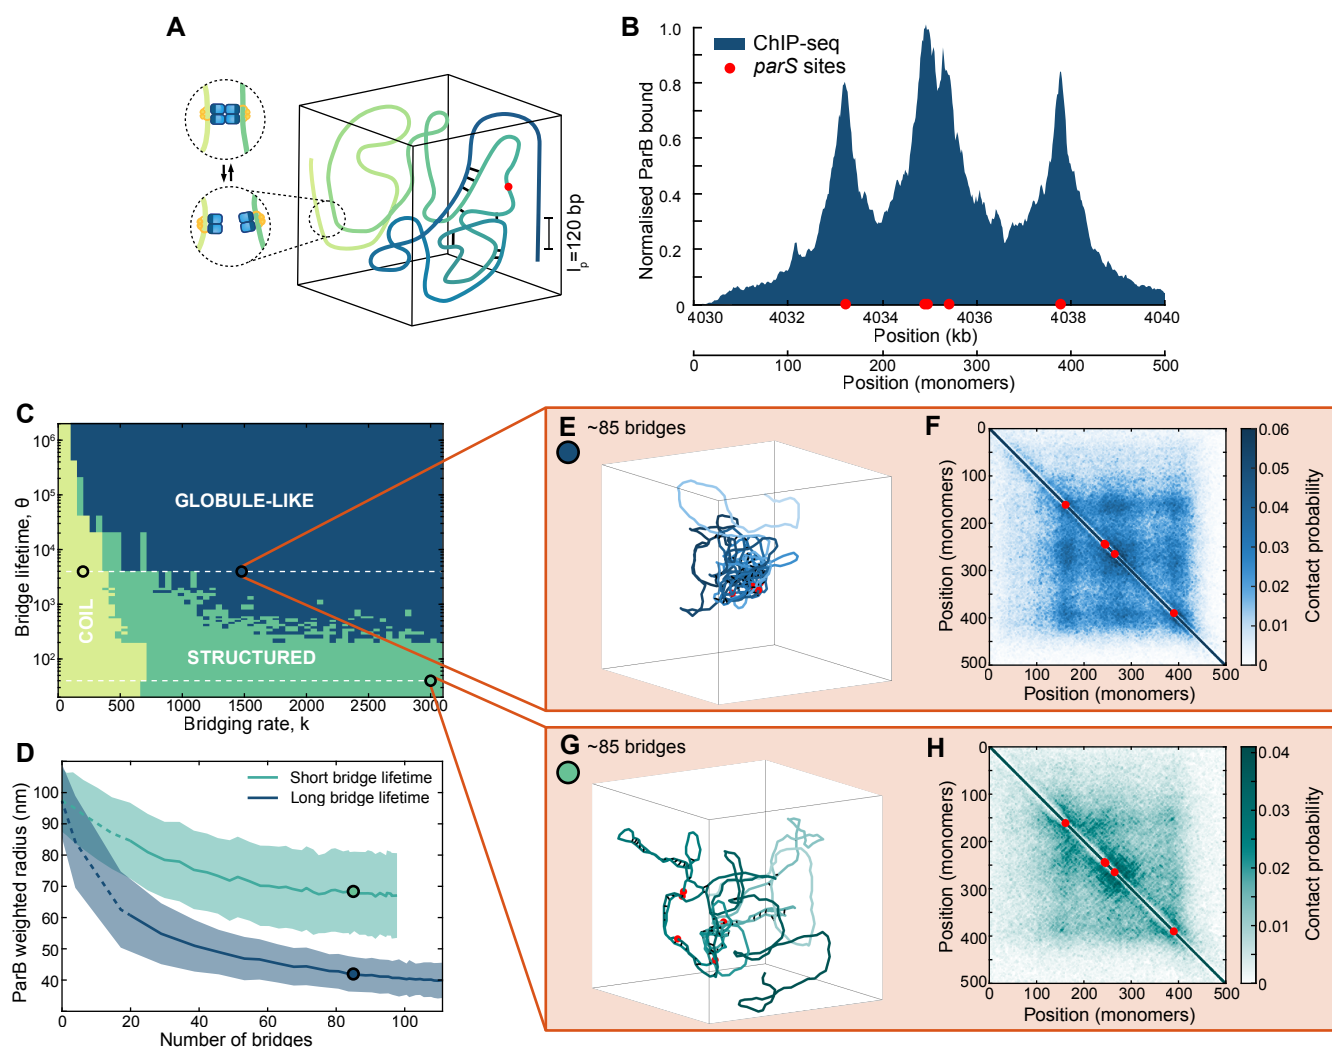 A
l_p=120 bp
B
ChIP-seq
parS sites
Normalised ParB bound
1.0
0.8
0.6
0.4
0.2
0
4030 4032 4034 4036 4038 4040
Position (kb)
0 100 200 300 400 500
Position (monomers)
C
Bridge lifetime, θ
10^6
10^5
10^4
10^3
10^2
GLOBULE-LIKE
COIL
STRUCTURED
0 500 1000 1500 2000 2500 3000
Bridging rate, k
D
Short bridge lifetime
Long bridge lifetime
ParB weighted radius (nm)
100
90
80
70
60
50
40
0 20 40 60 80 100
Number of bridges
E
~85 bridges
F
Position (monomers)
0
100
200
300
400
500
0 100 200 300 400 500
Position (monomers)
0.06
0.05
0.04
0.03
0.02
0.01
0
Contact probability
G
~85 bridges
H
Position (monomers)
0
100
200
300
400
500
0 100 200 300 400 500
Position (monomers)
0.04
0.03
0.02
0.01
0
Contact probability